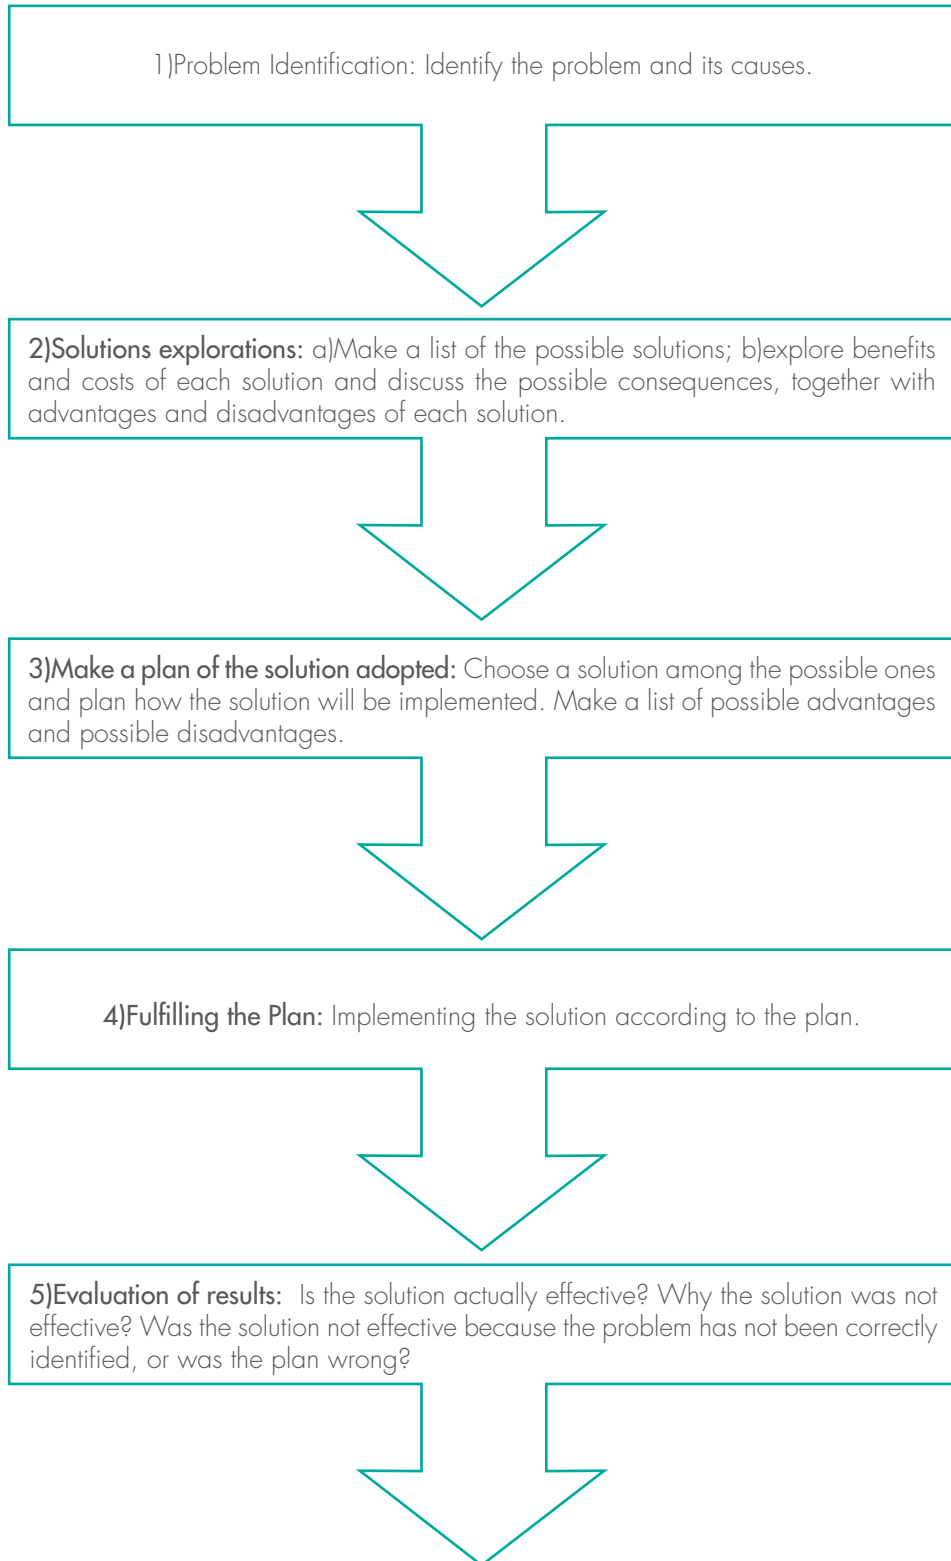 1)Problem Identification: Identify the problem and its causes.
2)Solutions explorations: a)Make a list of the possible solutions; b)explore benefits
and costs of each solution and discuss the possible consequences, together with
advantages and disadvantages of each solution.
3)Make a plan of the solution adopted: Choose a solution among the possible ones
and plan how the solution will be implemented. Make a list of possible advantages
and possible disadvantages.
4)Fulfilling the Plan: Implementing the solution according to the plan.
5)Evaluation of results: Is the solution actually effective? Why the solution was not
effective? Was the solution not effective because the problem has not been correctly
identified, or was the plan wrong?